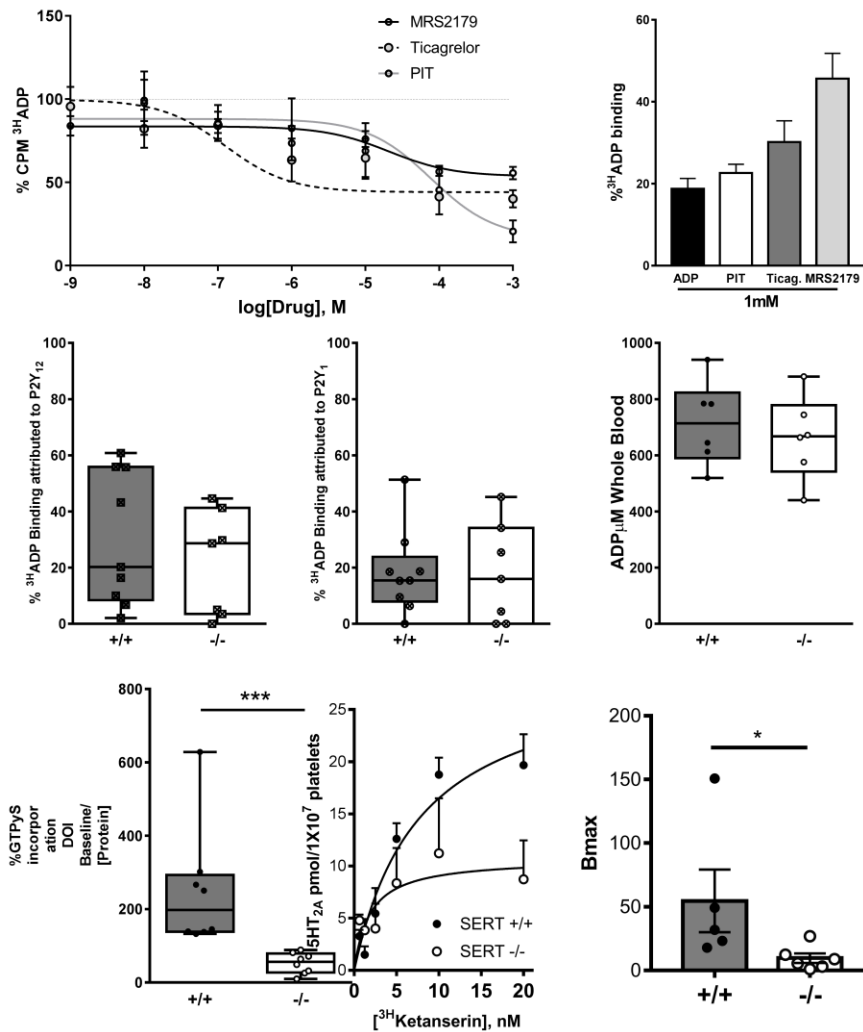 MRS2179
Ticagrelor
PIT
% CPM ³ᴴADP
150
100
50
0
-9 -8 -7 -6 -5 -4 -3
log[Drug], M
%³ᴴADP binding
60
40
20
0
ADP PIT Ticag. MRS2179
1mM
% ³ᴴADP Binding attributed to P2Y₁₂
100
80
60
40
20
0
+/+ -/-
% ³ᴴADP Binding attributed to P2Y₁
100
80
60
40
20
0
+/+ -/-
ADPμM Whole Blood
1000
800
600
400
200
0
+/+ -/-
%GTPyS
incorpor
ation
DOI
Baseline/
[Protein]
800
600
400
200
0
***
+/+ -/-
5HT₂A pmol/1X10⁷ platelets
25
20
15
10
5
0
SERT +/+
SERT -/-
0 5 10 15 20
[³ᴴKetanserin], nM
Bmax
200
150
100
50
0
*
+/+ -/-